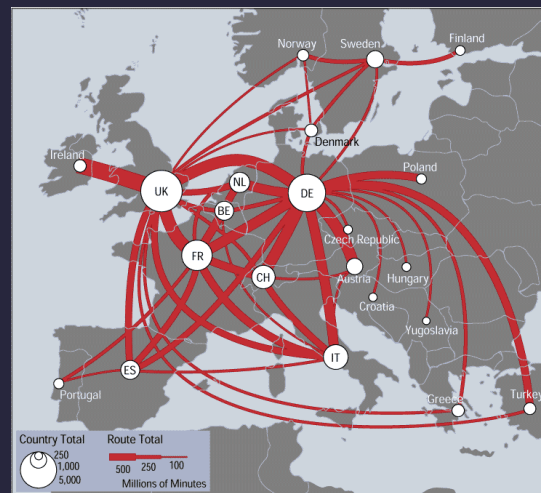 Norway
Sweden
Finland
Denmark
Ireland
UK
NL
DE
Poland
BE
FR
CH
Czech Republic
Austria
Hungary
Croatia
Yugoslavia
IT
ES
Portugal
Greece
Turkey
Country Total
Route Total
250
1,000
5,000
500 250 100
Millions of Minutes